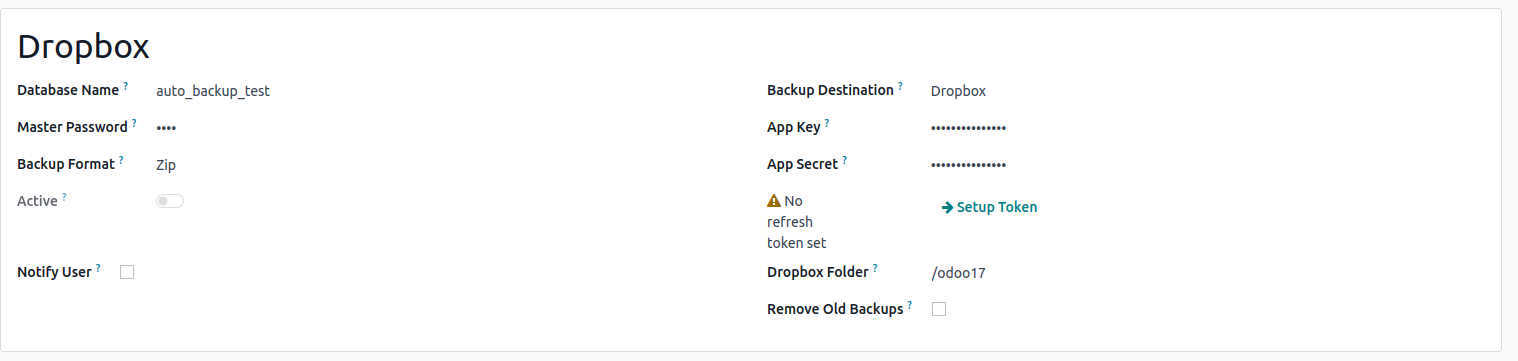 Dropbox
Database Name ? auto_backup_test
Backup Destination ? Dropbox
Master Password ? ••••
App Key ? •••••••••••••••
Backup Format ? Zip
App Secret ? •••••••••••••••
Active ?
No
refresh
token set
Setup Token
Notify User ?
Dropbox Folder ? /odoo17
Remove Old Backups ?